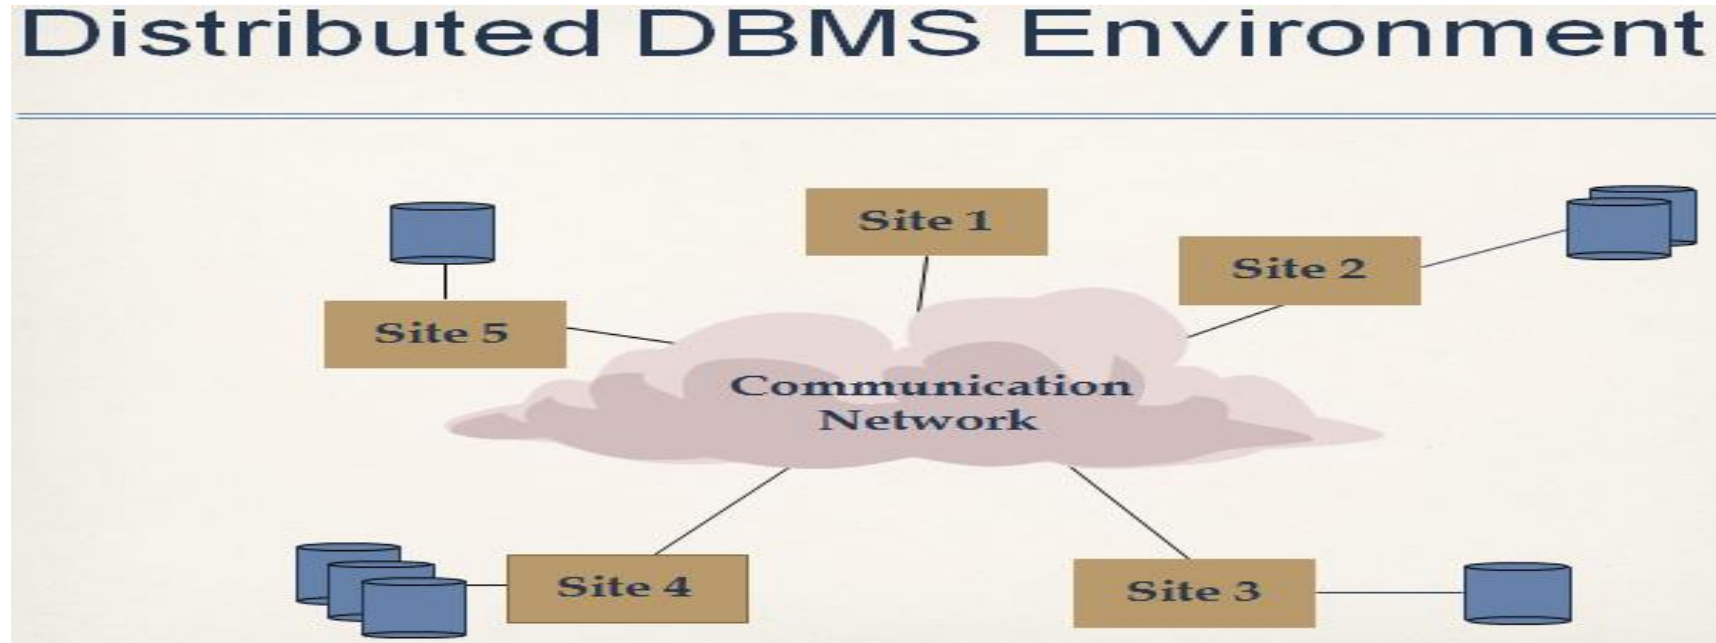 Distributed DBMS Environment
Site 1
Site 2
Site 5
Communication
Network
Site 4
Site 3